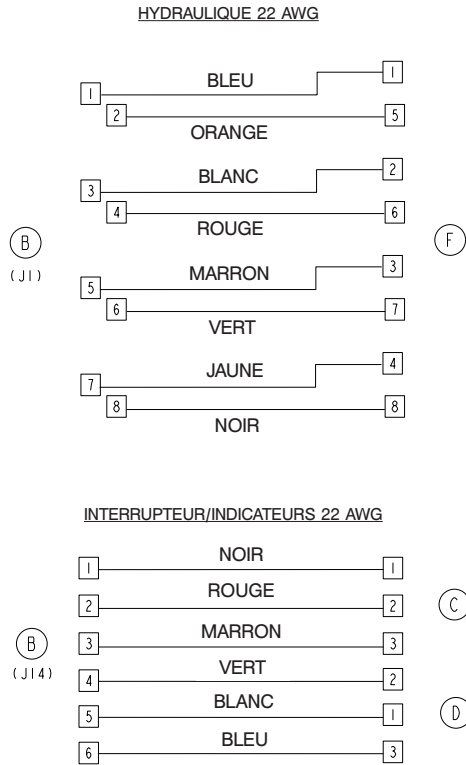 HYDRAULIQUE 22 AWG
1 BLEU 1
2 ORANGE 5
3 BLANC 2
4 ROUGE 6
B
(J1)
F
5 MARRON 3
6 VERT 7
7 JAUNE 4
8 NOIR 8
INTERRUPTEUR/INDICATEURS 22 AWG
1 NOIR 1
2 ROUGE 2
C
B
(J14)
3 MARRON 3
4 VERT 2
5 BLANC 1
D
6 BLEU 3